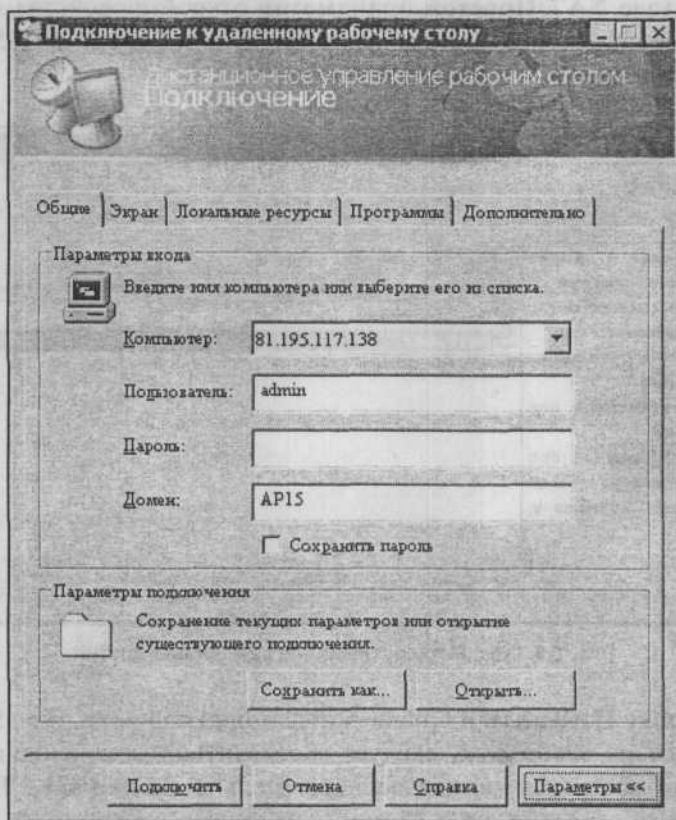 Подключение к удаленному рабочему столу
Дистанционное управление рабочим столом
Подключение
Общие Экран Локальные ресурсы Программы Дополнительно
Параметры входа
Введите имя компьютера или выберите его из списка.
Компьютер: 81.195.117.138
Пользователь: admin
Пароль:
Домен: AP15
Сохранить пароль
Параметры подключения
Сохранение текущих параметров или открытие
существующего подключения.
Сохранить как... Открыть...
Подключить Отмена Справка Параметры <<